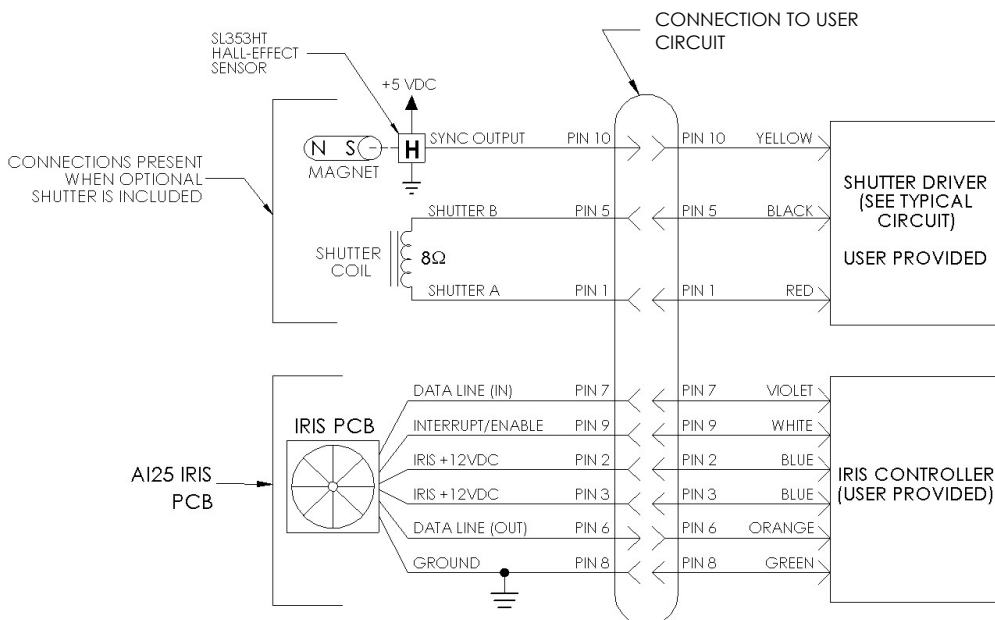 CONNECTION TO USER
CIRCUIT
SL353HT
HALL-EFFECT
SENSOR
+5 VDC
N S
MAGNET
H
SYNC OUTPUT PIN 10 PIN 10 YELLOW
CONNECTIONS PRESENT
WHEN OPTIONAL
SHUTTER IS INCLUDED
SHUTTER B PIN 5 PIN 5 BLACK
SHUTTER
COIL
8Ω
SHUTTER A PIN 1 PIN 1 RED
SHUTTER DRIVER
(SEE TYPICAL
CIRCUIT)
USER PROVIDED
AI25 IRIS
PCB
IRIS PCB
DATA LINE (IN) PIN 7 PIN 7 VIOLET
INTERRUPT/ENABLE PIN 9 PIN 9 WHITE
IRIS +12VDC PIN 2 PIN 2 BLUE
IRIS +12VDC PIN 3 PIN 3 BLUE
DATA LINE (OUT) PIN 6 PIN 6 ORANGE
GROUND PIN 8 PIN 8 GREEN
IRIS CONTROLLER
(USER PROVIDED)